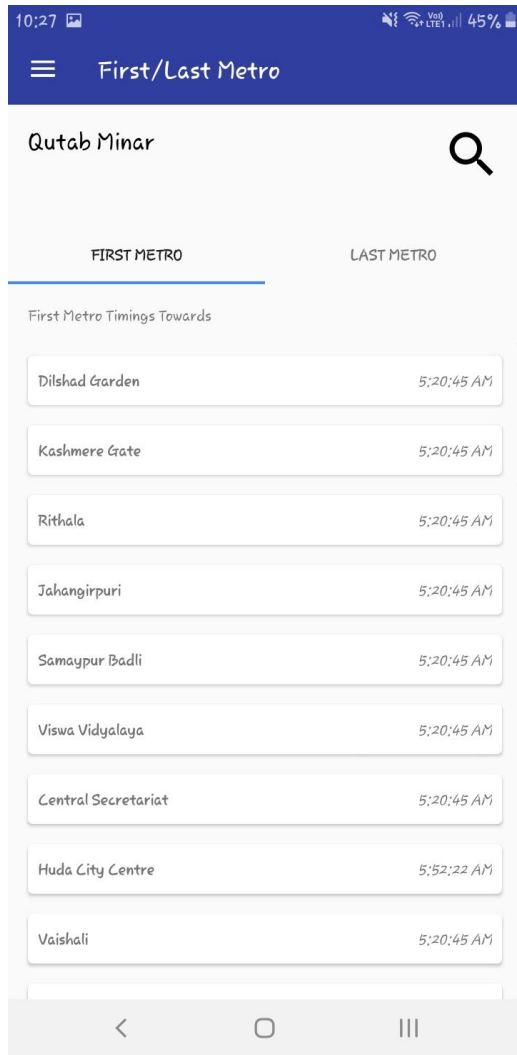 10:27 45%
Vo)) LTE1
First/Last Metro
Qutab Minar
FIRST METRO LAST METRO
First Metro Timings Towards
Dilshad Garden 5:20:45 AM
Kashmere Gate 5:20:45 AM
Rithala 5:20:45 AM
Jahangirpuri 5:20:45 AM
Samaypur Badli 5:20:45 AM
Viswa Vidyalaya 5:20:45 AM
Central Secretariat 5:20:45 AM
Huda City Centre 5:52:22 AM
Vaishali 5:20:45 AM